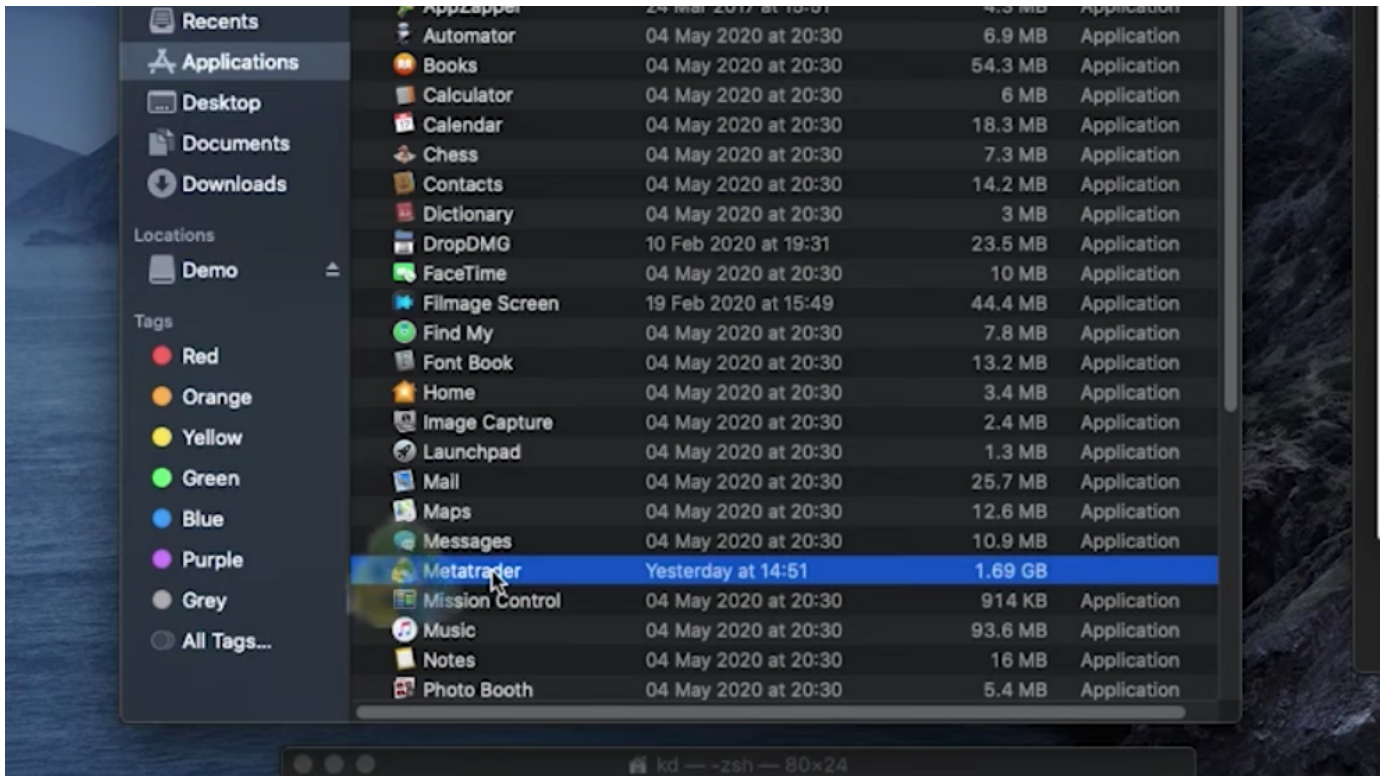 Recents
Applications
Desktop
Documents
Downloads
Locations
Demo
Tags
Red
Orange
Yellow
Green
Blue
Purple
Grey
All Tags...
AppZapper 24 Mar 2017 at 15:51 4.3 MB Application
Automator 04 May 2020 at 20:30 6.9 MB Application
Books 04 May 2020 at 20:30 54.3 MB Application
Calculator 04 May 2020 at 20:30 6 MB Application
Calendar 04 May 2020 at 20:30 18.3 MB Application
Chess 04 May 2020 at 20:30 7.3 MB Application
Contacts 04 May 2020 at 20:30 14.2 MB Application
Dictionary 04 May 2020 at 20:30 3 MB Application
DropDMG 10 Feb 2020 at 19:31 23.5 MB Application
FaceTime 04 May 2020 at 20:30 10 MB Application
Filmage Screen 19 Feb 2020 at 15:49 44.4 MB Application
Find My 04 May 2020 at 20:30 7.8 MB Application
Font Book 04 May 2020 at 20:30 13.2 MB Application
Home 04 May 2020 at 20:30 3.4 MB Application
Image Capture 04 May 2020 at 20:30 2.4 MB Application
Launchpad 04 May 2020 at 20:30 1.3 MB Application
Mail 04 May 2020 at 20:30 25.7 MB Application
Maps 04 May 2020 at 20:30 12.6 MB Application
Messages 04 May 2020 at 20:30 10.9 MB Application
Metatrader Yesterday at 14:51 1.69 GB
Mission Control 04 May 2020 at 20:30 914 KB Application
Music 04 May 2020 at 20:30 93.6 MB Application
Notes 04 May 2020 at 20:30 16 MB Application
Photo Booth 04 May 2020 at 20:30 5.4 MB Application
kd — -zsh — 80×24